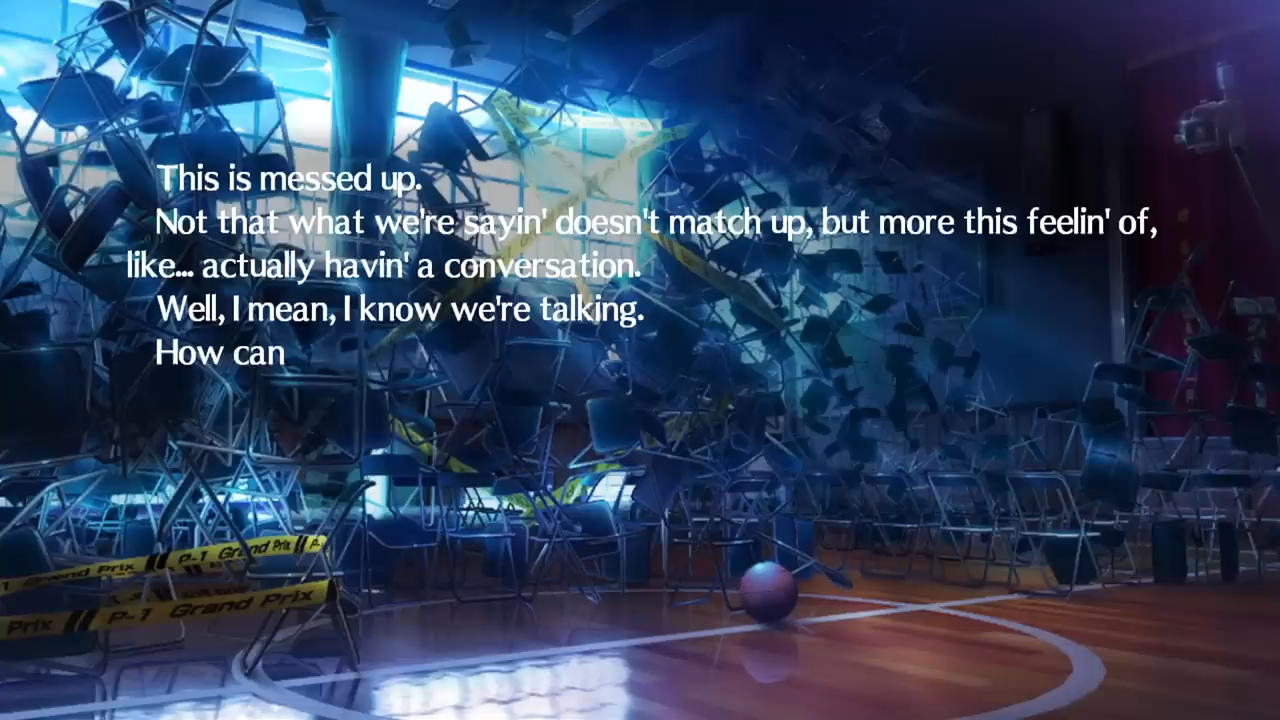 This is messed up.
Not that what we're sayin' doesn't match up, but more this feelin' of,
like... actually havin' a conversation.
Well, I mean, I know we're talking.
How can
P-1 Grand Prix
1 Grand Prix
Prix P-1 Grand Prix